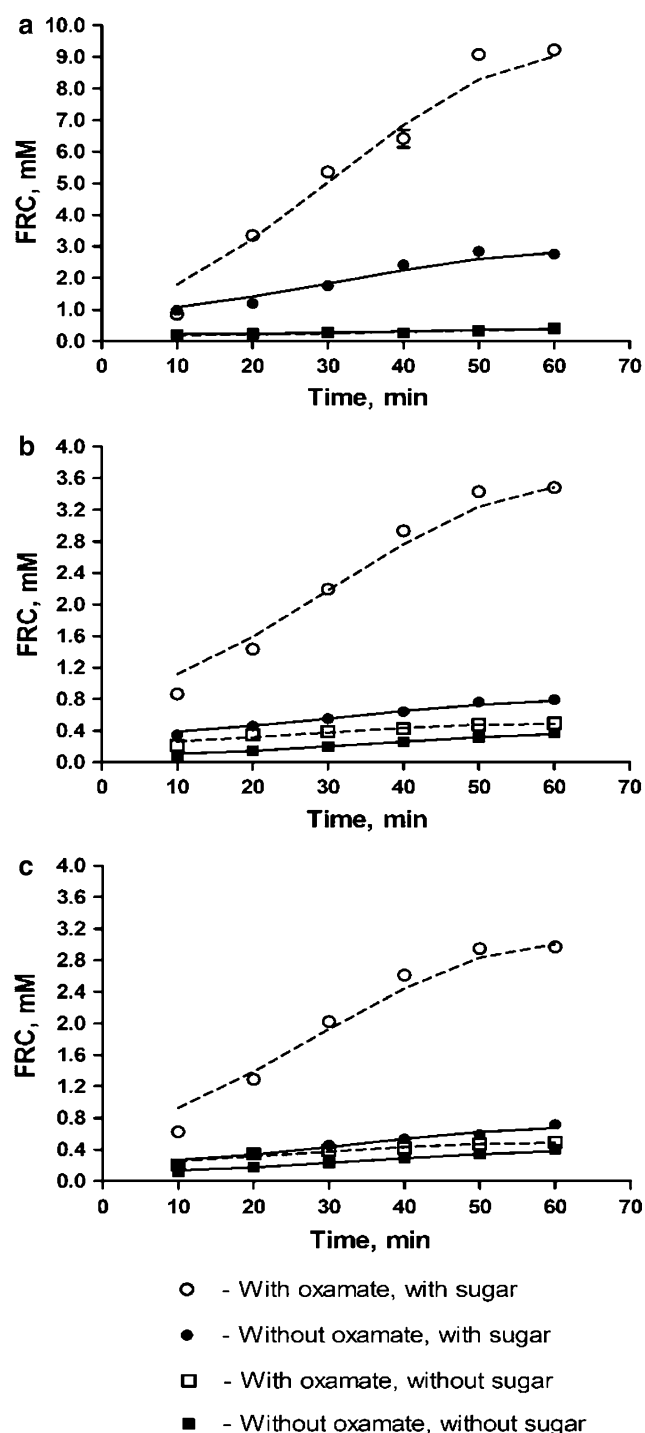 a
10.0
9.0
8.0
7.0
6.0
5.0
4.0
3.0
2.0
1.0
0.0
FRC, mM
0 10 20 30 40 50 60 70
Time, min
b
4.0
3.6
3.2
2.8
2.4
2.0
1.6
1.2
0.8
0.4
0.0
FRC, mM
0 10 20 30 40 50 60 70
Time, min
c
4.0
3.6
3.2
2.8
2.4
2.0
1.6
1.2
0.8
0.4
0.0
FRC, mM
0 10 20 30 40 50 60 70
Time, min
- With oxamate, with sugar
- Without oxamate, with sugar
- With oxamate, without sugar
- Without oxamate, without sugar